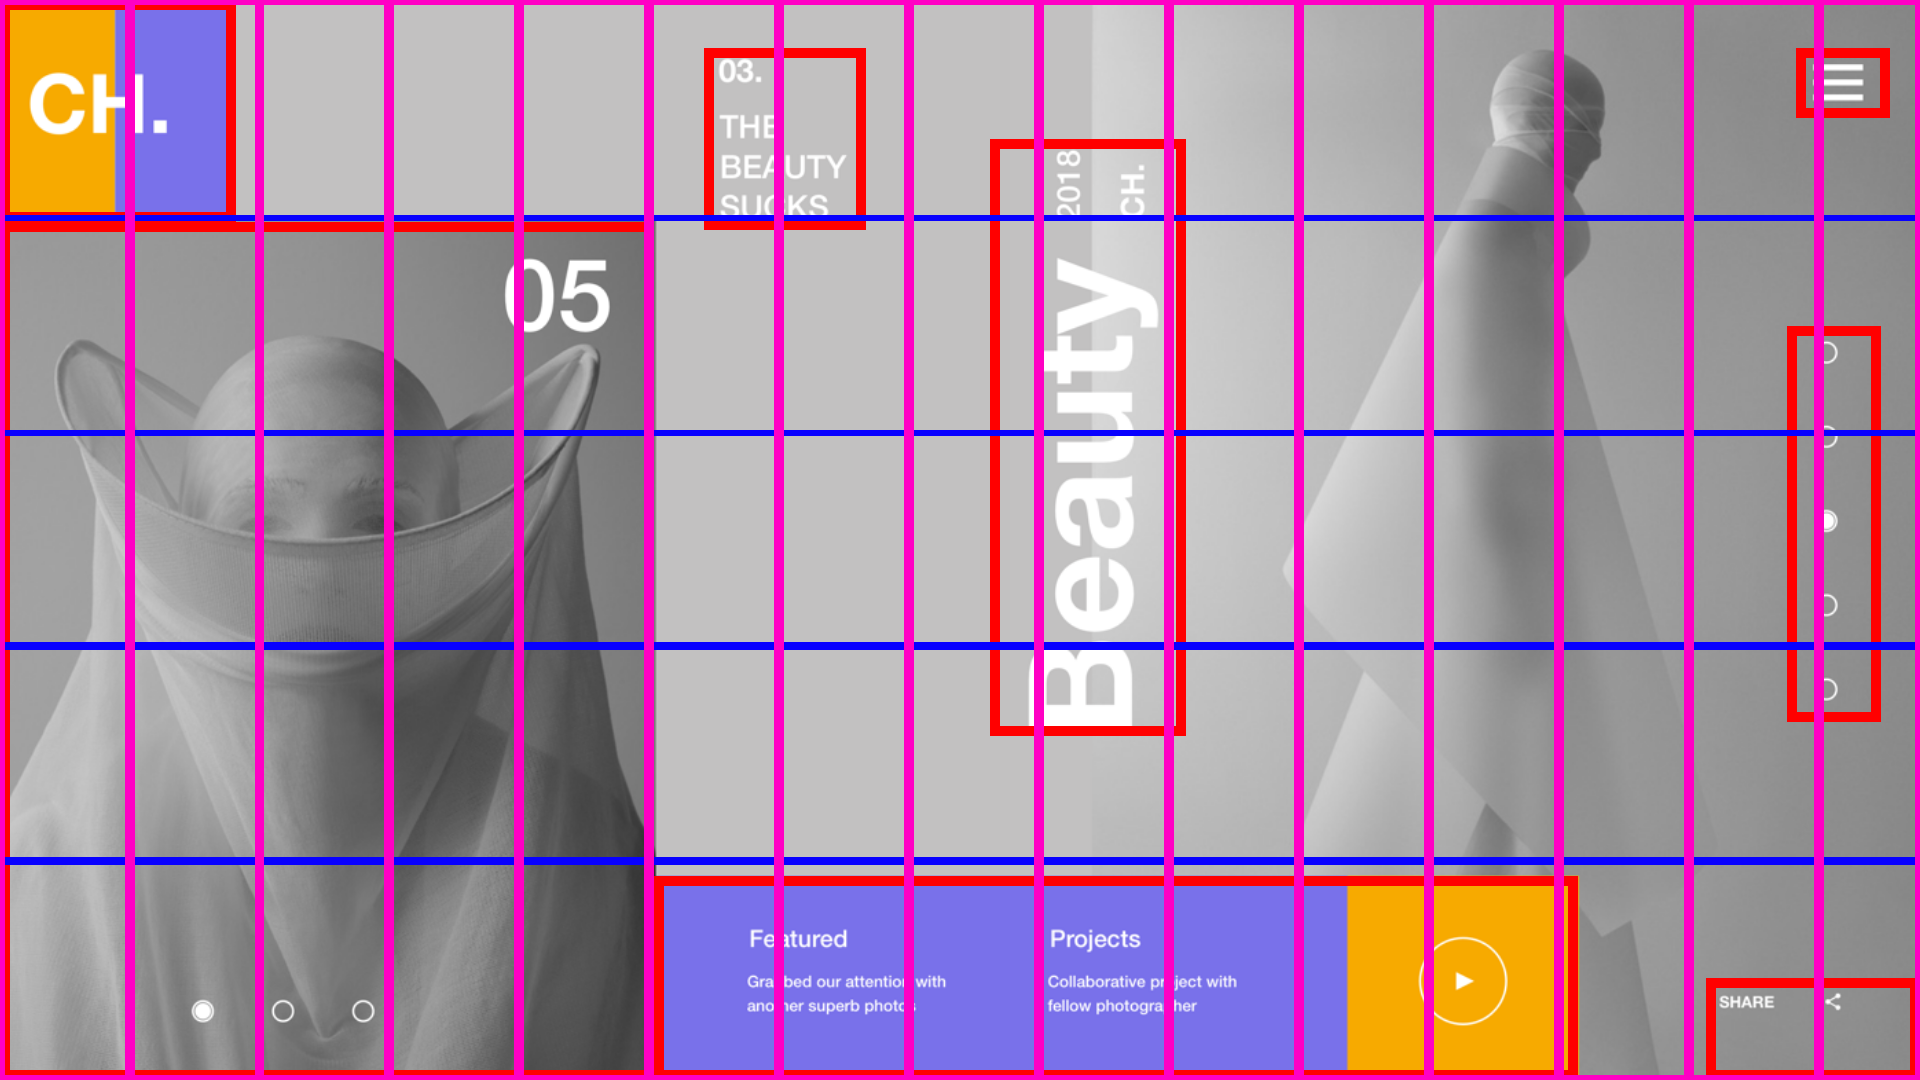 CH.
03.
THE
BEAUTY
SUCKS
2018
CH.
Beauty
05
Featured
Grabbed our attention with
another superb photos
Projects
Collaborative project with
fellow photographer
SHARE